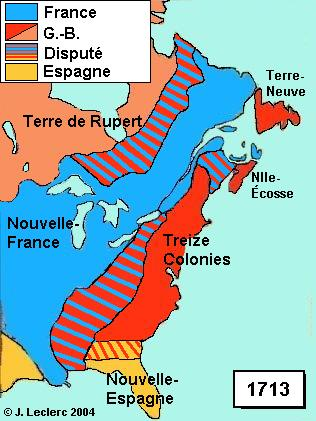 France
G.-B.
Disputé
Espagne
Terre-
Neuve
Terre de Rupert
Nlle-
Écosse
Nouvelle-
France
Treize
Colonies
Nouvelle-
Espagne
1713
© J. Leclerc 2004